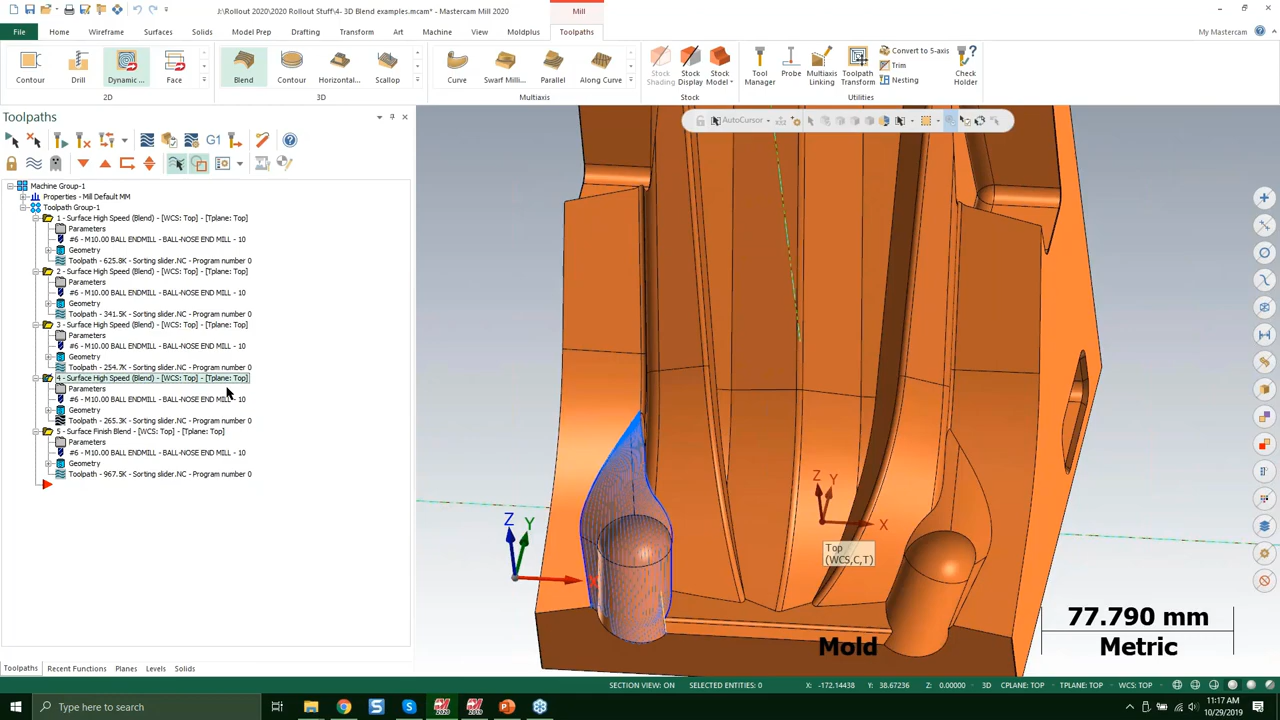 J:\Rollout 2020\2020 Rollout Stuff\4- 3D Blend examples.mcam* - Mastercam Mill 2020
Mill
File Home Wireframe Surfaces Solids Model Prep Drafting Transform Art Machine View Moldplus Toolpaths My Mastercam
Contour Drill Dynamic ... Face Blend Contour Horizontal... Scallop Curve Swarf Milli... Parallel Along Curve Stock Shading Stock Display Stock Model Tool Manager Probe Multiaxis Linking Toolpath Transform Convert to 5-axis Trim Nesting Check Holder
2D 3D Multiaxis Stock Utilities
Toolpaths
AutoCursor
G1
Machine Group-1
Properties - Mill Default MM
Toolpath Group-1
1 - Surface High Speed (Blend) - [WCS: Top] - [Tplane: Top]
Parameters
#6 - M10.00 BALL ENDMILL - BALL-NOSE END MILL - 10
Geometry
Toolpath - 625.8K - Sorting slider.NC - Program number 0
2 - Surface High Speed (Blend) - [WCS: Top] - [Tplane: Top]
Parameters
#6 - M10.00 BALL ENDMILL - BALL-NOSE END MILL - 10
Geometry
Toolpath - 341.5K - Sorting slider.NC - Program number 0
3 - Surface High Speed (Blend) - [WCS: Top] - [Tplane: Top]
Parameters
#6 - M10.00 BALL ENDMILL - BALL-NOSE END MILL - 10
Geometry
Toolpath - 254.7K - Sorting slider.NC - Program number 0
4 - Surface High Speed (Blend) - [WCS: Top] - [Tplane: Top]
Parameters
#6 - M10.00 BALL ENDMILL - BALL-NOSE END MILL - 10
Geometry
Toolpath - 265.3K - Sorting slider.NC - Program number 0
5 - Surface Finish Blend - [WCS: Top] - [Tplane: Top]
Parameters
#6 - M10.00 BALL ENDMILL - BALL-NOSE END MILL - 10
Geometry
Toolpath - 967.5K - Sorting slider.NC - Program number 0
Z Y X
Z Y X
Top
(WCS,C,T)
77.790 mm
Mold Metric
Toolpaths Recent Functions Planes Levels Solids
SECTION VIEW: ON SELECTED ENTITIES: 0 X: -172.14438 Y: 38.67236 Z: 0.00000 3D CPLANE: TOP TPLANE: TOP WCS: TOP
Type here to search
11:17 AM
10/29/2019